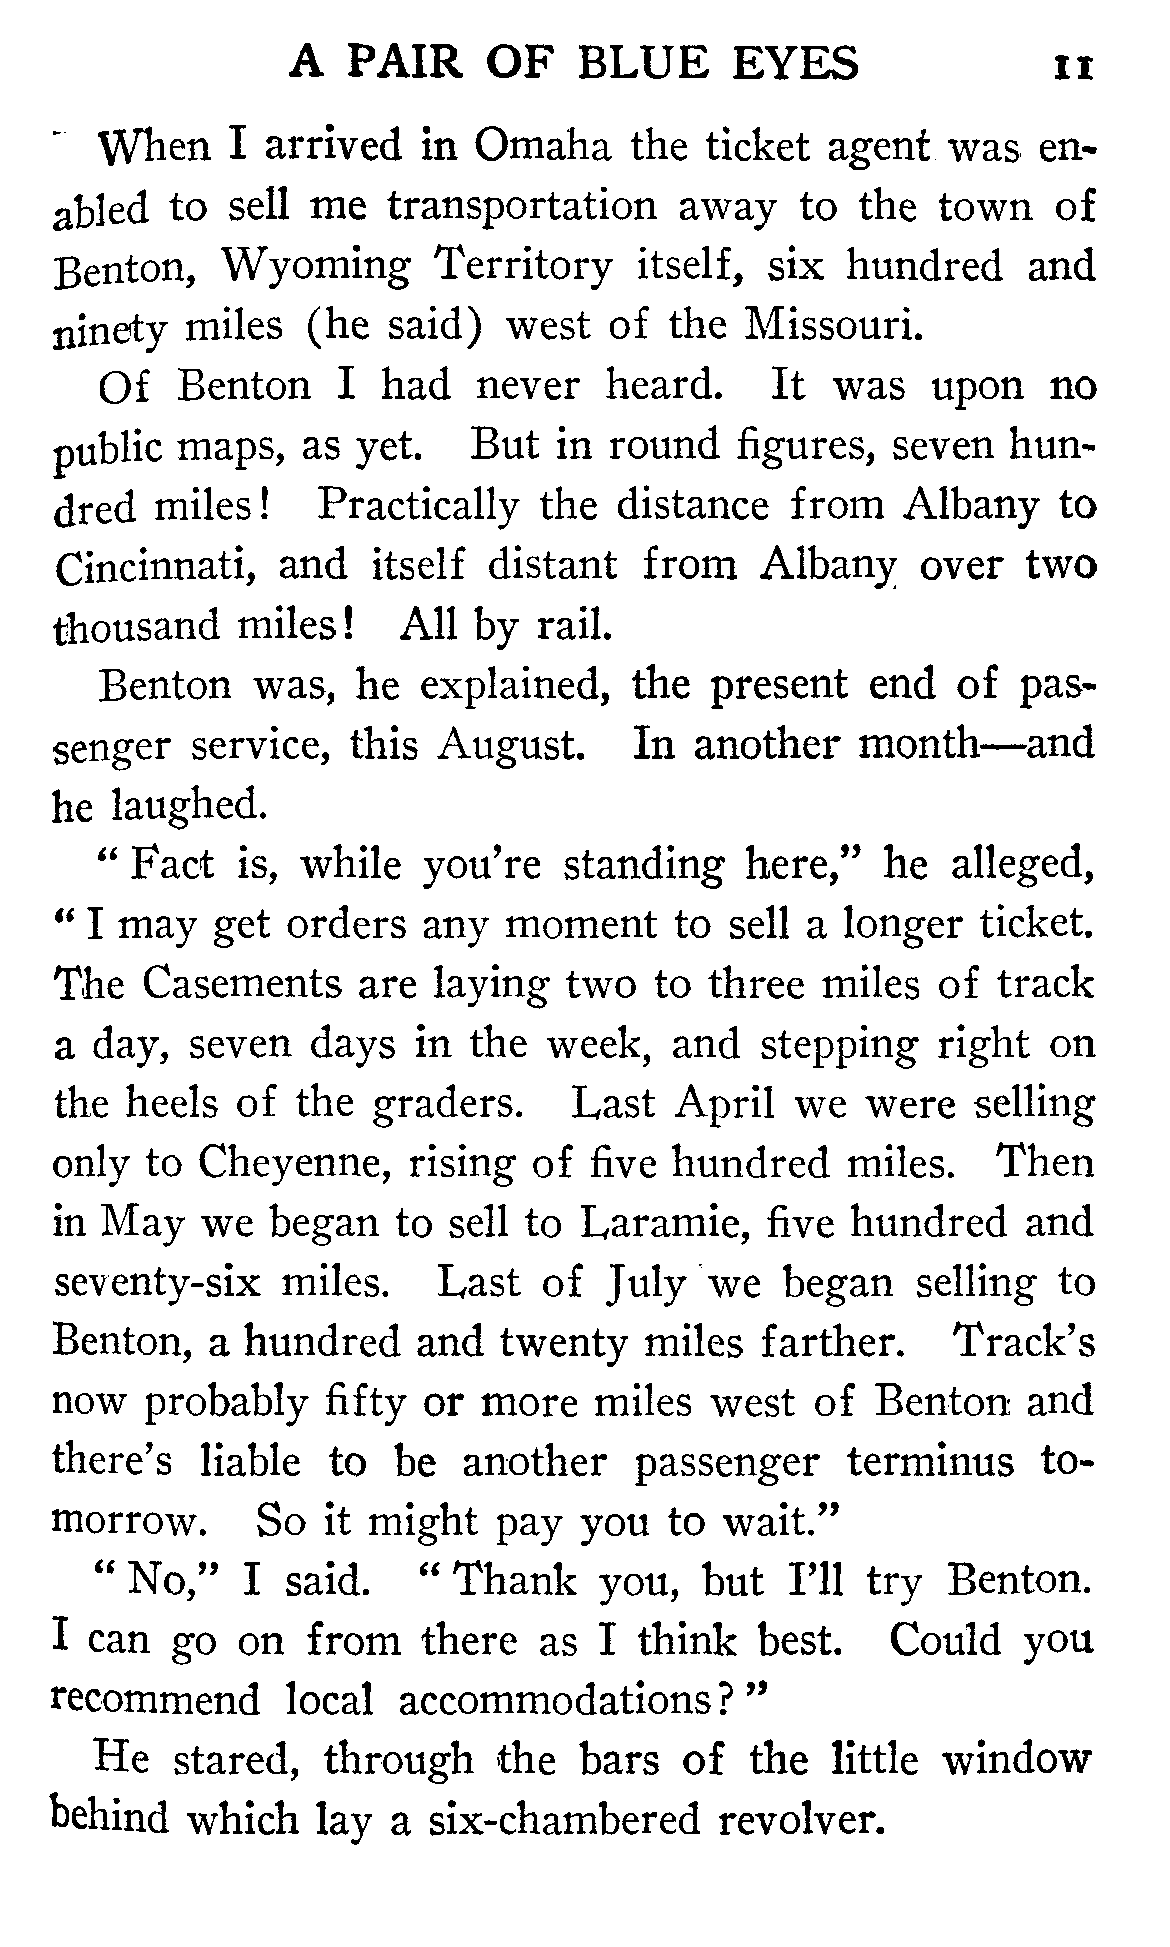 A PAIR OF BLUE EYES 11
When I arrived in Omaha the ticket agent was en-
abled to sell me transportation away to the town of
Benton, Wyoming Territory itself, six hundred and
ninety miles (he said) west of the Missouri.
Of Benton I had never heard. It was upon no
public maps, as yet. But in round figures, seven hun-
dred miles! Practically the distance from Albany to
Cincinnati, and itself distant from Albany over two
thousand miles! All by rail.
Benton was, he explained, the present end of pas-
senger service, this August. In another month—and
he laughed.
“Fact is, while you’re standing here,” he alleged,
“I may get orders any moment to sell a longer ticket.
The Casements are laying two to three miles of track
a day, seven days in the week, and stepping right on
the heels of the graders. Last April we were selling
only to Cheyenne, rising of five hundred miles. Then
in May we began to sell to Laramie, five hundred and
seventy-six miles. Last of July we began selling to
Benton, a hundred and twenty miles farther. Track’s
now probably fifty or more miles west of Benton and
there’s liable to be another passenger terminus to-
morrow. So it might pay you to wait.”
“No,” I said. “Thank you, but I’ll try Benton.
I can go on from there as I think best. Could you
recommend local accommodations?”
He stared, through the bars of the little window
behind which lay a six-chambered revolver.